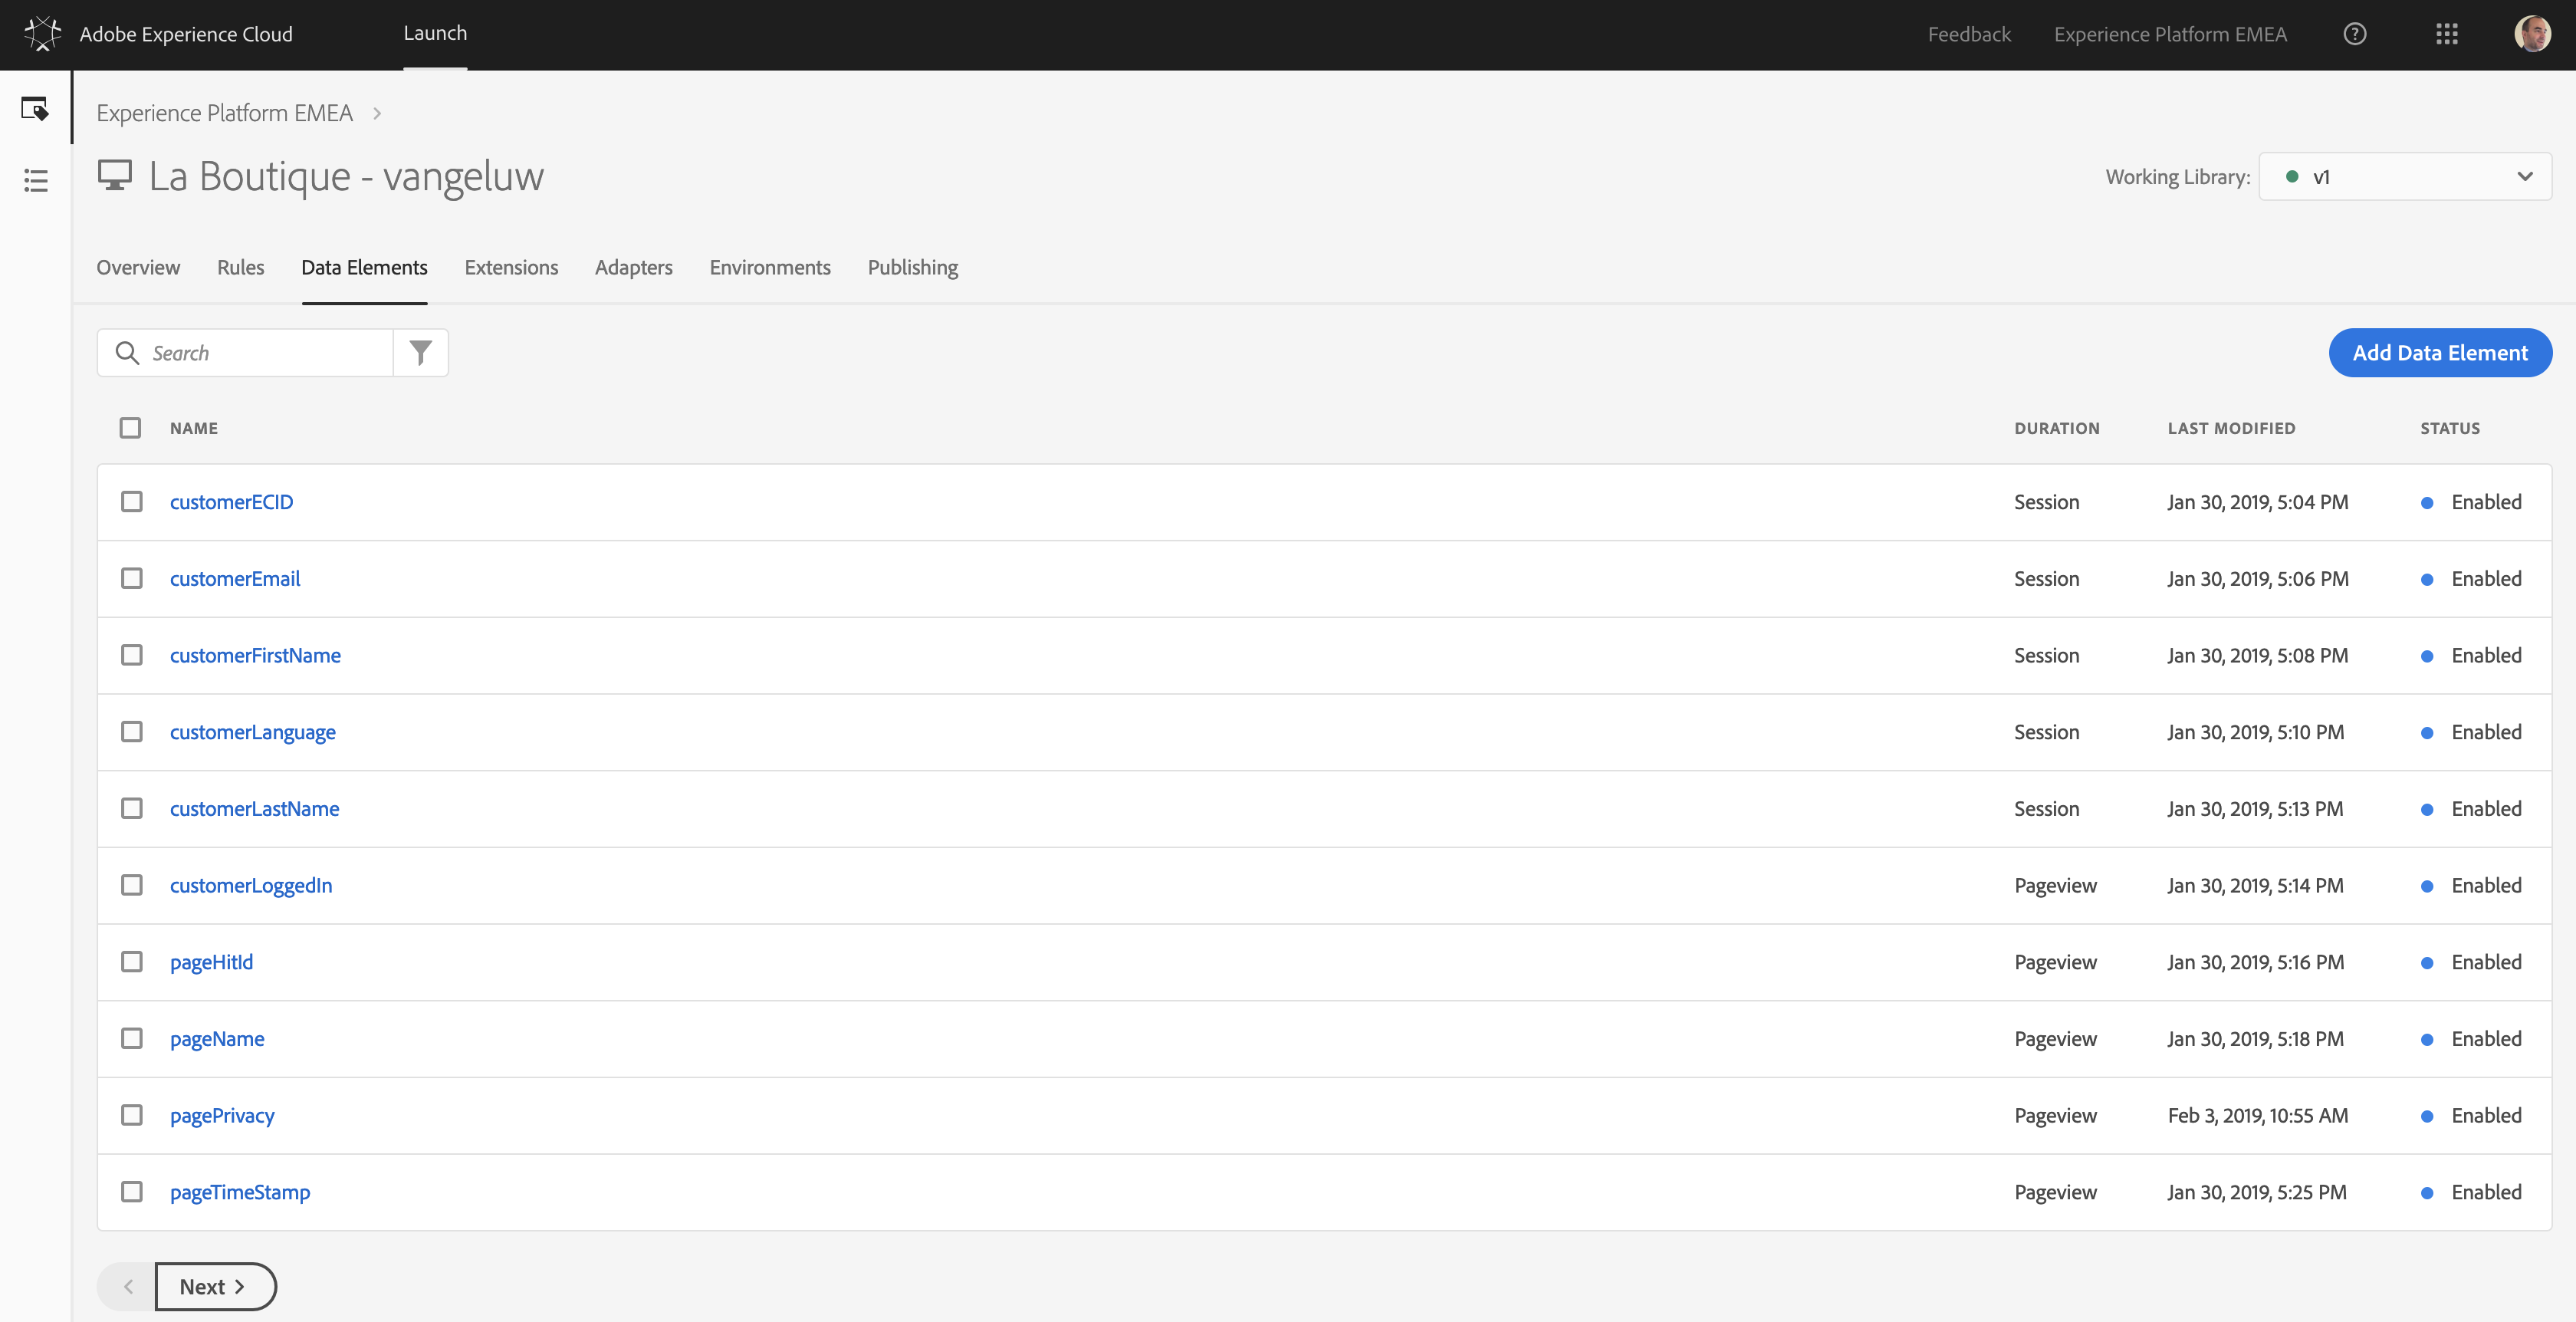 Adobe Experience Cloud Launch Feedback Experience Platform EMEA
Experience Platform EMEA
La Boutique - vangeluw
Working Library: v1
Overview Rules Data Elements Extensions Adapters Environments Publishing
Search
Add Data Element
NAME DURATION LAST MODIFIED STATUS
customerECID Session Jan 30, 2019, 5:04 PM Enabled
customerEmail Session Jan 30, 2019, 5:06 PM Enabled
customerFirstName Session Jan 30, 2019, 5:08 PM Enabled
customerLanguage Session Jan 30, 2019, 5:10 PM Enabled
customerLastName Session Jan 30, 2019, 5:13 PM Enabled
customerLoggedIn Pageview Jan 30, 2019, 5:14 PM Enabled
pageHitId Pageview Jan 30, 2019, 5:16 PM Enabled
pageName Pageview Jan 30, 2019, 5:18 PM Enabled
pagePrivacy Pageview Feb 3, 2019, 10:55 AM Enabled
pageTimeStamp Pageview Jan 30, 2019, 5:25 PM Enabled
Next